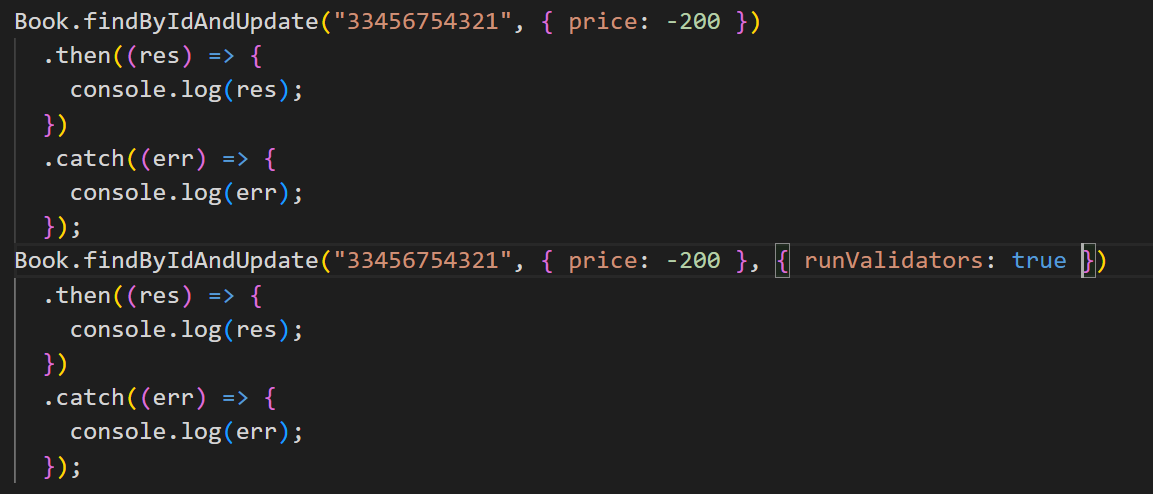 Book.findByIdAndUpdate("33456754321", { price: -200 })
  .then((res) => {
    console.log(res);
  })
  .catch((err) => {
    console.log(err);
  });
Book.findByIdAndUpdate("33456754321", { price: -200 }, { runValidators: true })
  .then((res) => {
    console.log(res);
  })
  .catch((err) => {
    console.log(err);
  });